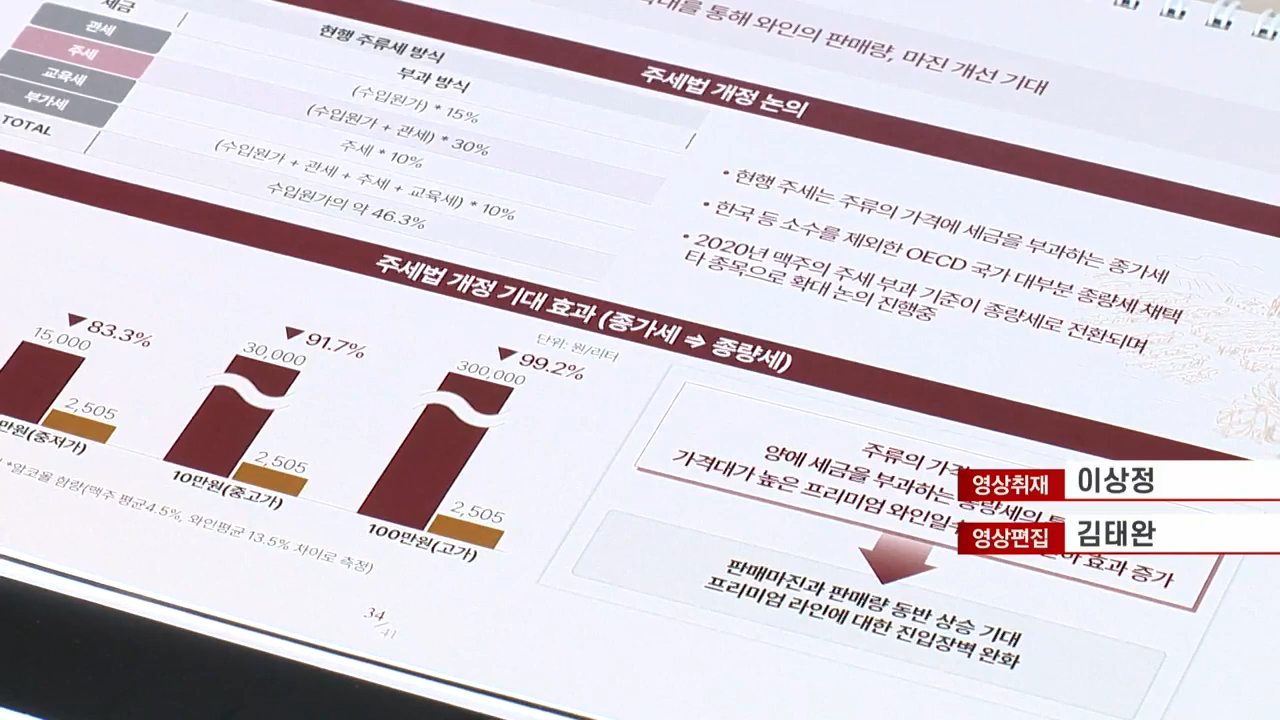 확대를 통해 와인의 판매량, 마진 개선 기대
세금
현행 주류세 방식
관세
부과 방식
주세
(수입원가) * 15%
교육세
(수입원가 + 관세) * 30%
부가세
주세 * 10%
TOTAL
(수입원가 + 관세 + 주세 + 교육세) * 10%
수입원가의 약 46.3%
주세법 개정 논의
• 현행 주세는 주류의 가격에 세금을 부과하는 종가세
• 한국 등 소수를 제외한 OECD 국가 대부분 종량세 채택
• 2020년 맥주의 주세 부과 기준이 종량세로 전환되며
타 종목으로 확대 논의 진행중
주세법 개정 기대 효과 (종가세 ⇒ 종량세)
단위: 원/리터
▼83.3%
15,000
2,505
만원(중저가)
▼91.7%
30,000
2,505
10만원(중고가)
▼99.2%
300,000
2,505
100만원(고가)
*알코올 함량(맥주 평균4.5%, 와인평균 13.5% 차이로 측정)
주류의
양에 세금을 부과하는 종량세의
가격대가 높은 프리미엄 와인일수
효과 증가
판매마진과 판매량 동반 상승 기대
프리미엄 라인에 대한 진입장벽 완화
34
/41
영상취재 이상정
영상편집 김태완